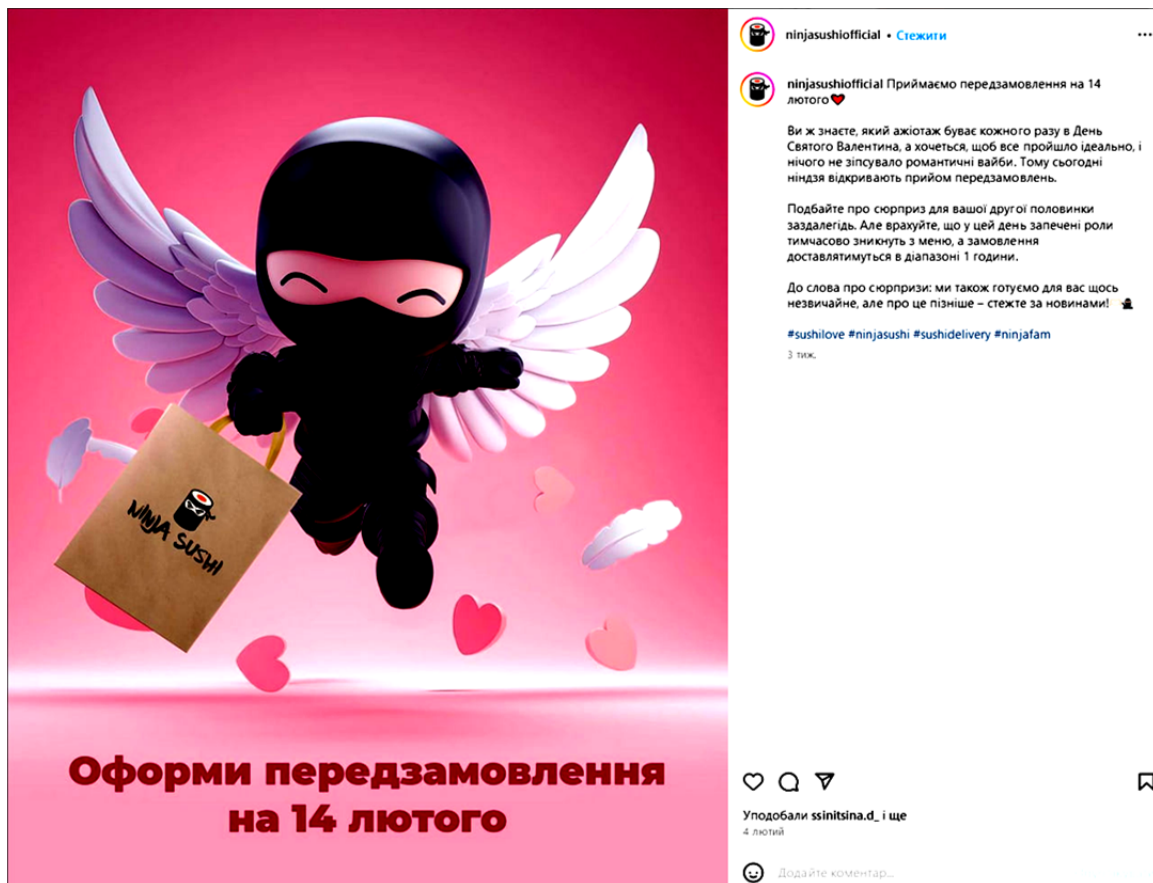 NINJA SUSHI
Оформи передзамовлення
на 14 лютого
ninjasushiofficial • Стежити
ninjasushiofficial Приймаємо передзамовлення на 14
лютого
Ви ж знаєте, який ажіотаж буває кожного разу в День
Святого Валентина, а хочеться, щоб все пройшло ідеально, і
нічого не зіпсувало романтичні вайби. Тому сьогодні
ніндзя відкривають прийом передзамовлень.
Подбайте про сюрприз для вашої другої половинки
заздалегідь. Але врахуйте, що у цей день запечені роли
тимчасово зникнуть з меню, а замовлення
доставлятимуться в діапазоні 1 години.
До слова про сюрпризи: ми також готуємо для вас щось
незвичайне, але про це пізніше – стежте за новинами!
#sushilove #ninjasushi #sushidelivery #ninjafam
3 тиж.
Уподобали ssinitsina.d_ і ще
4 лютий
Додайте коментар...